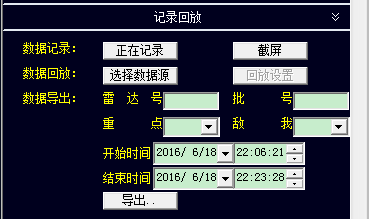 记录回放
数据记录: 正在记录 截屏
数据回放: 选择数据源 回放设置
数据导出: 雷 达 号 批 号
重 点 敌 我
开始时间 2016/ 6/18 22:06:21
结束时间 2016/ 6/18 22:23:28
导出..